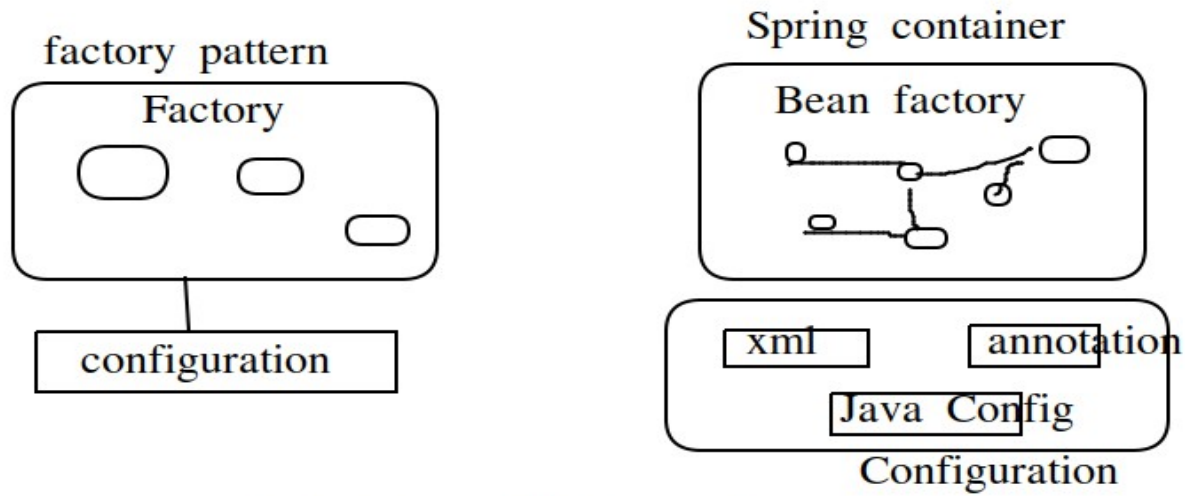 factory pattern
Factory
configuration
Spring container
Bean factory
xml
annotation
Java Config
Configuration